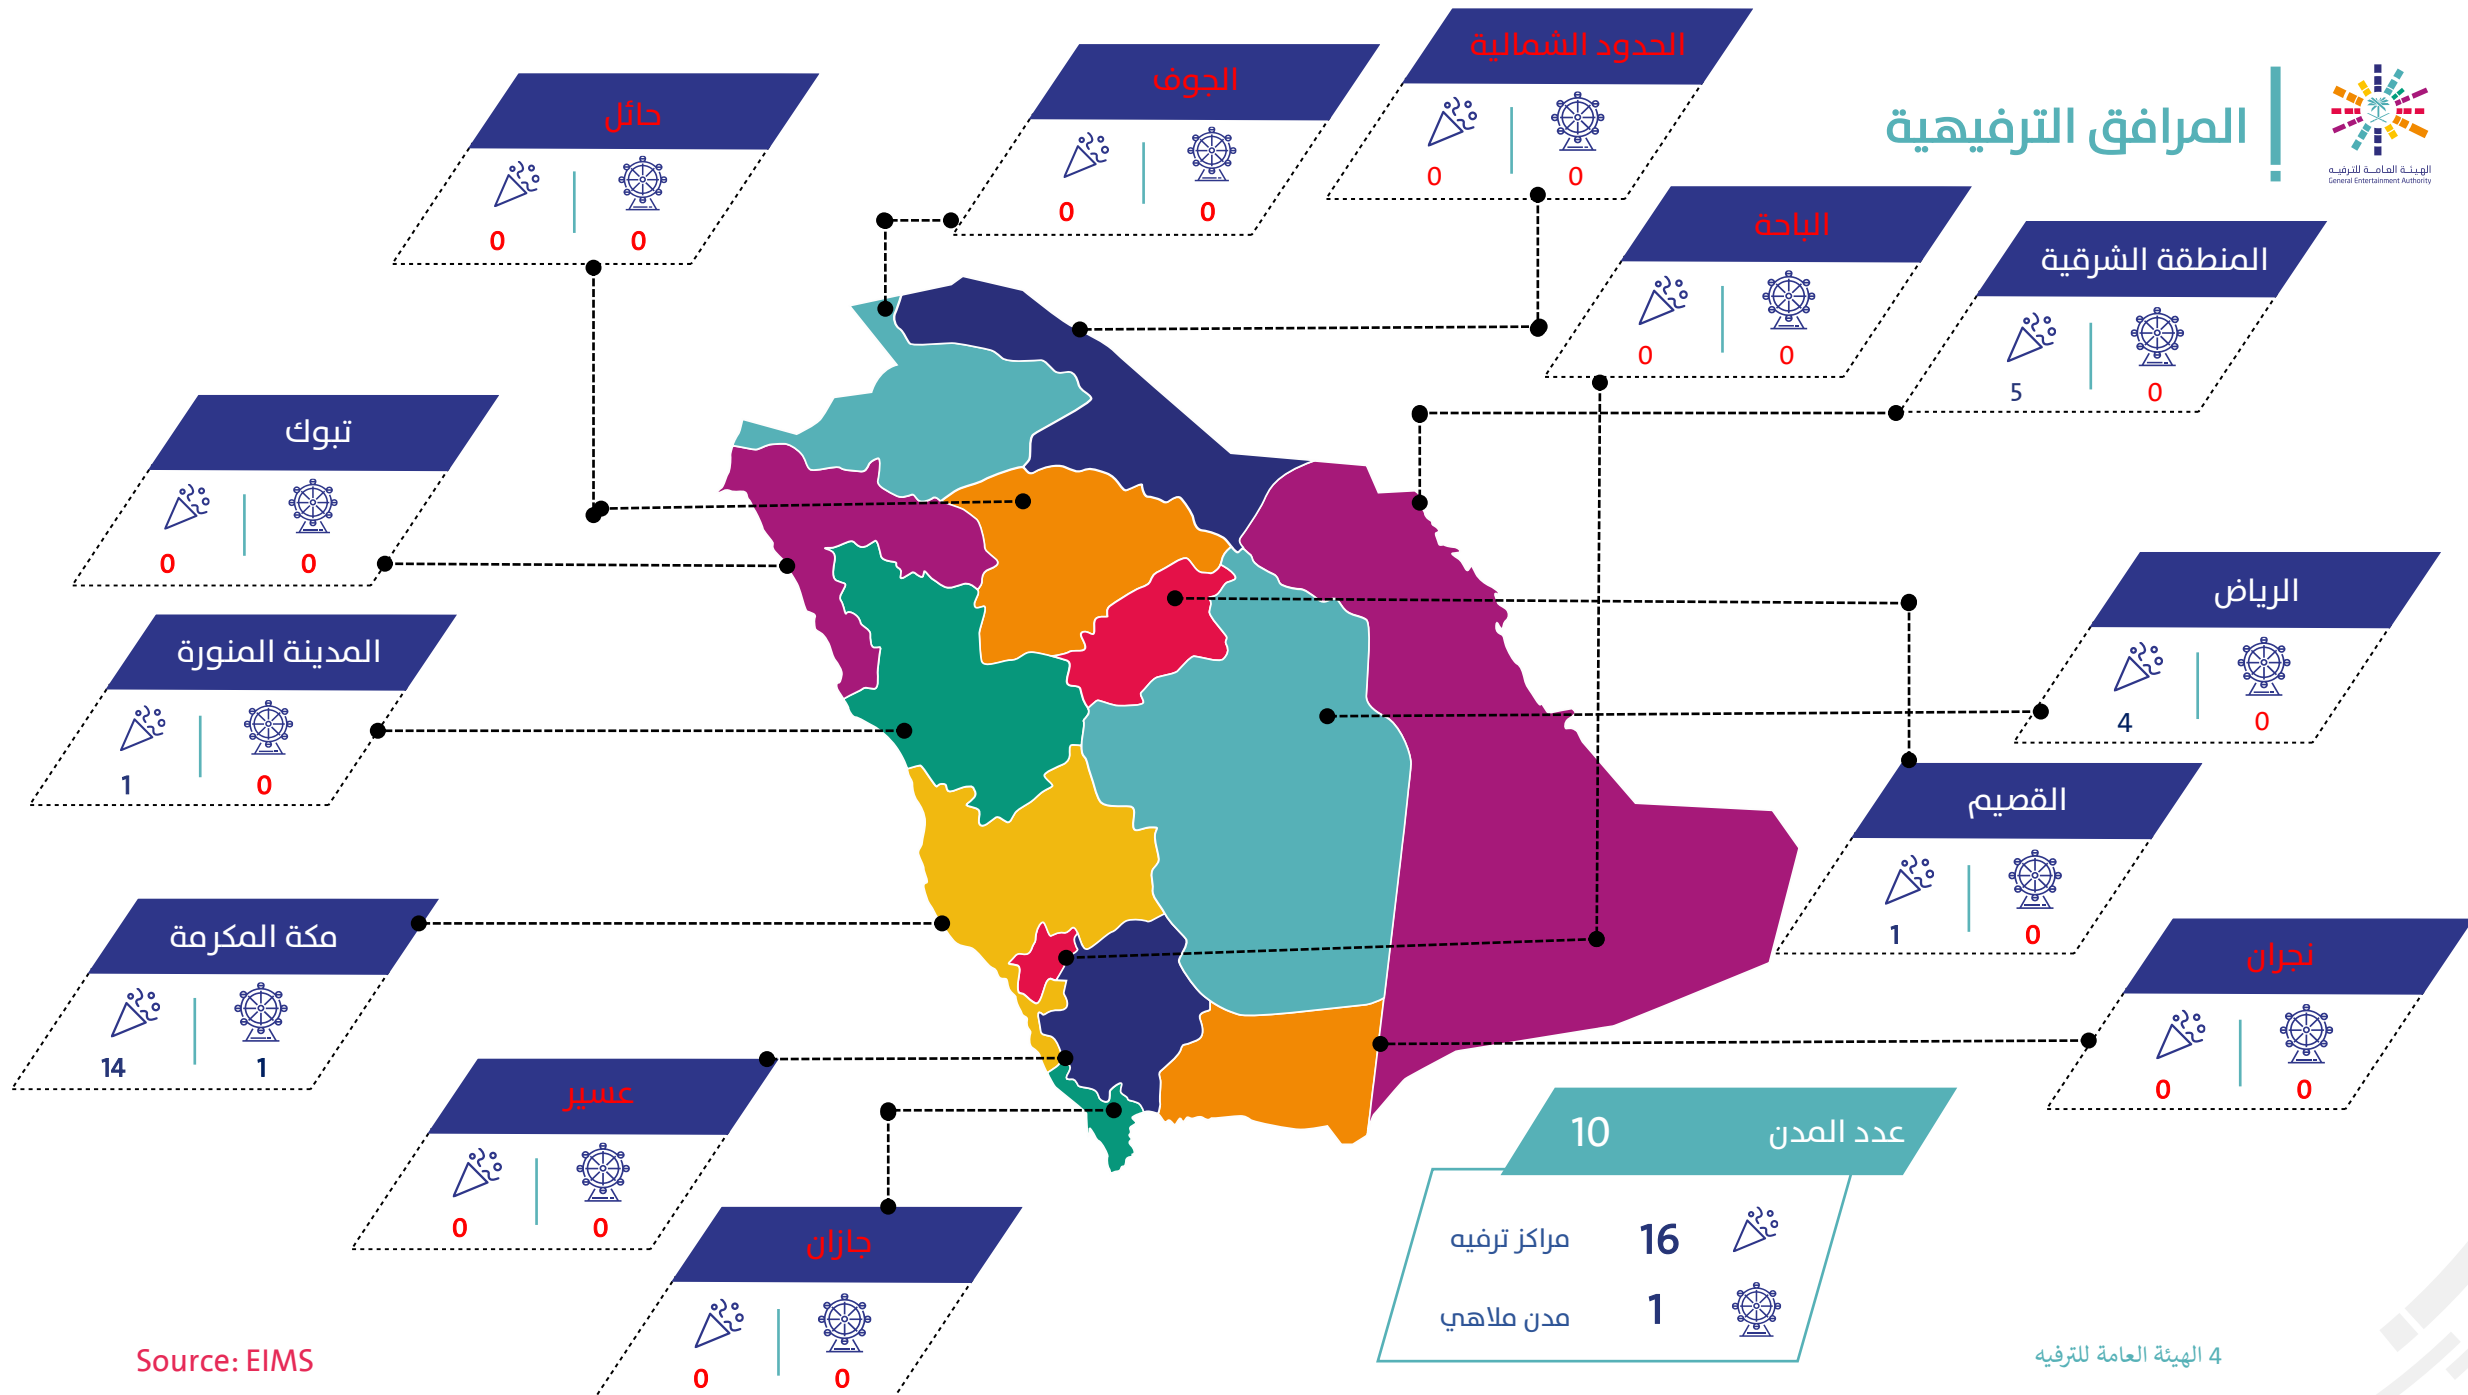 المرافق الترفيهية
الهيئة العامة للترفيه
General Entertainment Authority
الحدود الشمالية
0
0
الجوف
0
0
حائل
0
0
الباحة
0
0
المنطقة الشرقية
0
5
تبوك
0
0
الرياض
0
4
المدينة المنورة
0
1
القصيم
0
1
مكة المكرمة
1
14
نجران
0
0
عسير
0
0
جازان
0
0
عدد المدن 10
16 مراكز ترفيه
1 مدن ملاهي
Source: EIMS
4 الهيئة العامة للترفيه